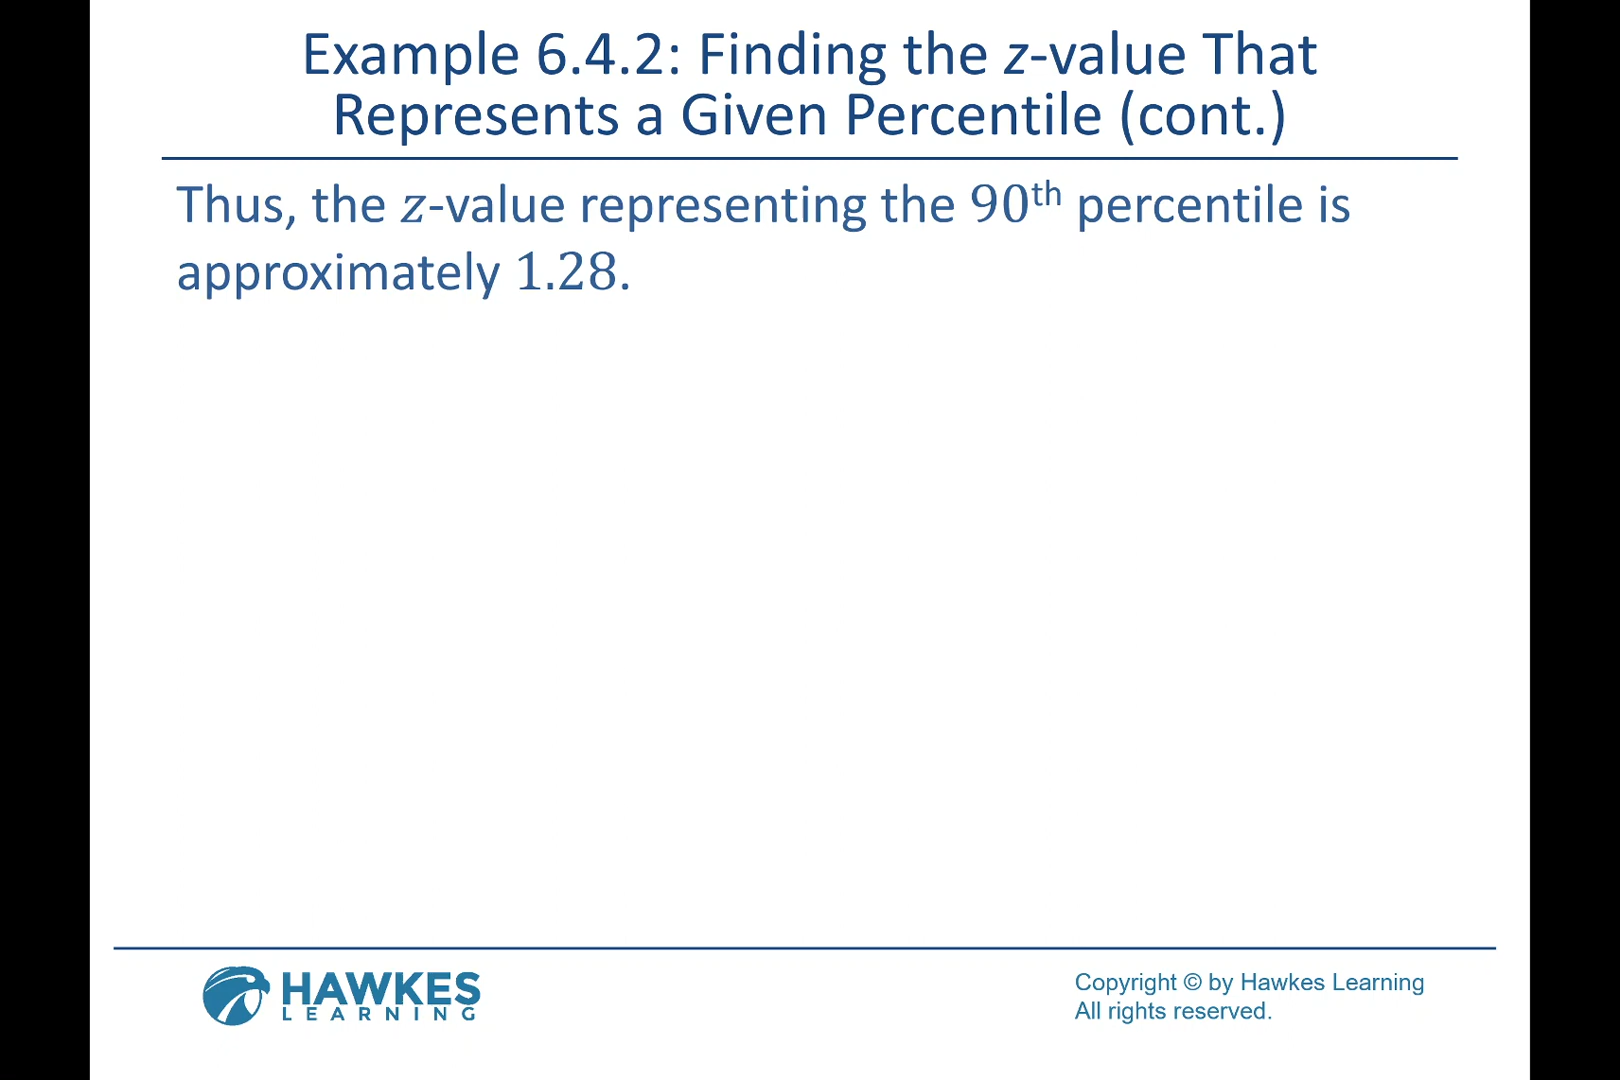 Example 6.4.2: Finding the z-value That
Represents a Given Percentile (cont.)
Thus, the z-value representing the 90th percentile is
approximately 1.28.
HAWKES
LEARNING
Copyright © by Hawkes Learning
All rights reserved.